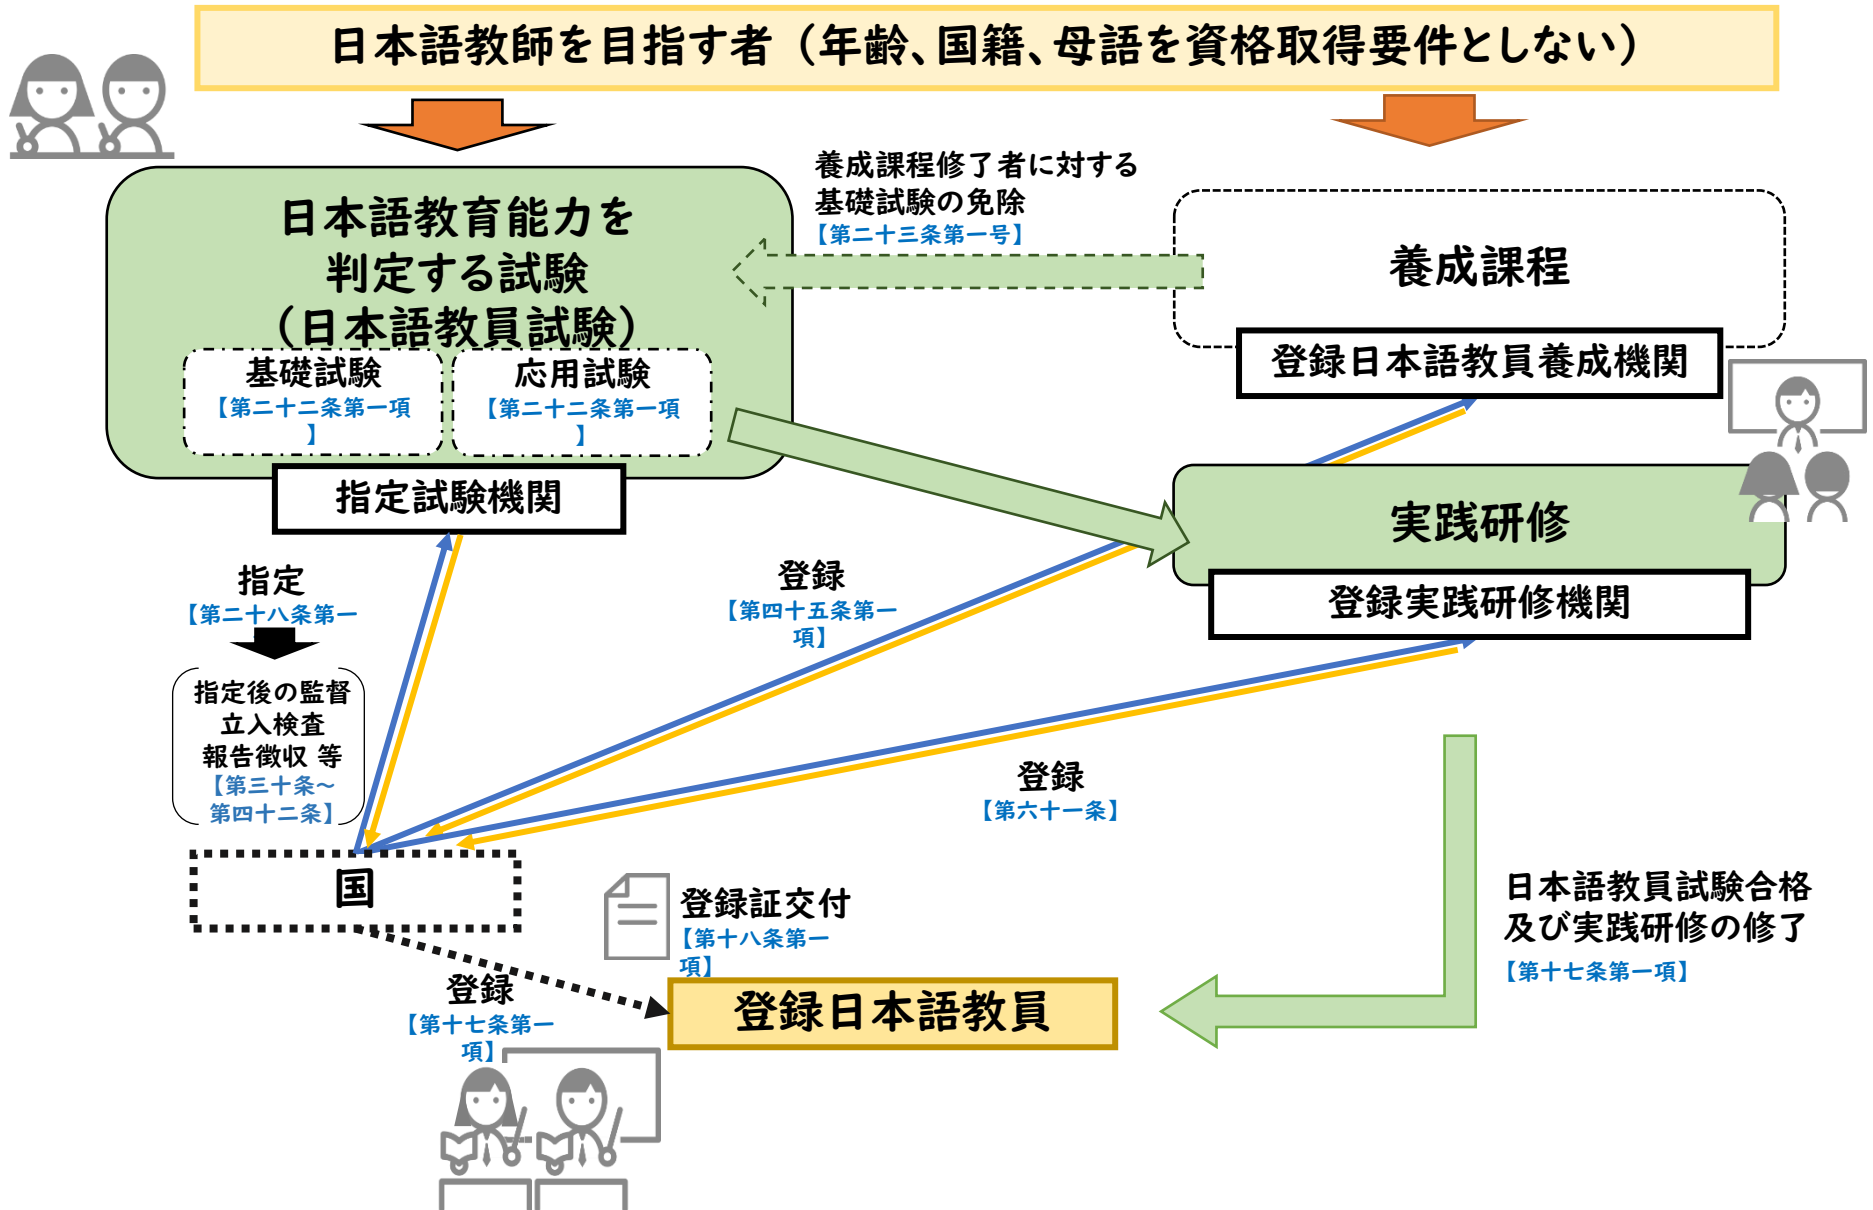 日本語教師を目指す者（年齢、国籍、母語を資格取得要件としない）
養成課程修了者に対する
基礎試験の免除
【第二十三条第一号】
日本語教育能力を
判定する試験
（日本語教員試験）
基礎試験
【第二十二条第一項
】
応用試験
【第二十二条第一項
】
指定試験機関
養成課程
登録日本語教員養成機関
実践研修
登録実践研修機関
指定
【第二十八条第一
指定後の監督
立入検査
報告徴収 等
【第三十条～
第四十二条】
登録
【第四十五条第一
項】
登録
【第六十一条】
国
登録証交付
【第十八条第一
項】
登録
【第十七条第一
項】
登録日本語教員
日本語教員試験合格
及び実践研修の修了
【第十七条第一項】